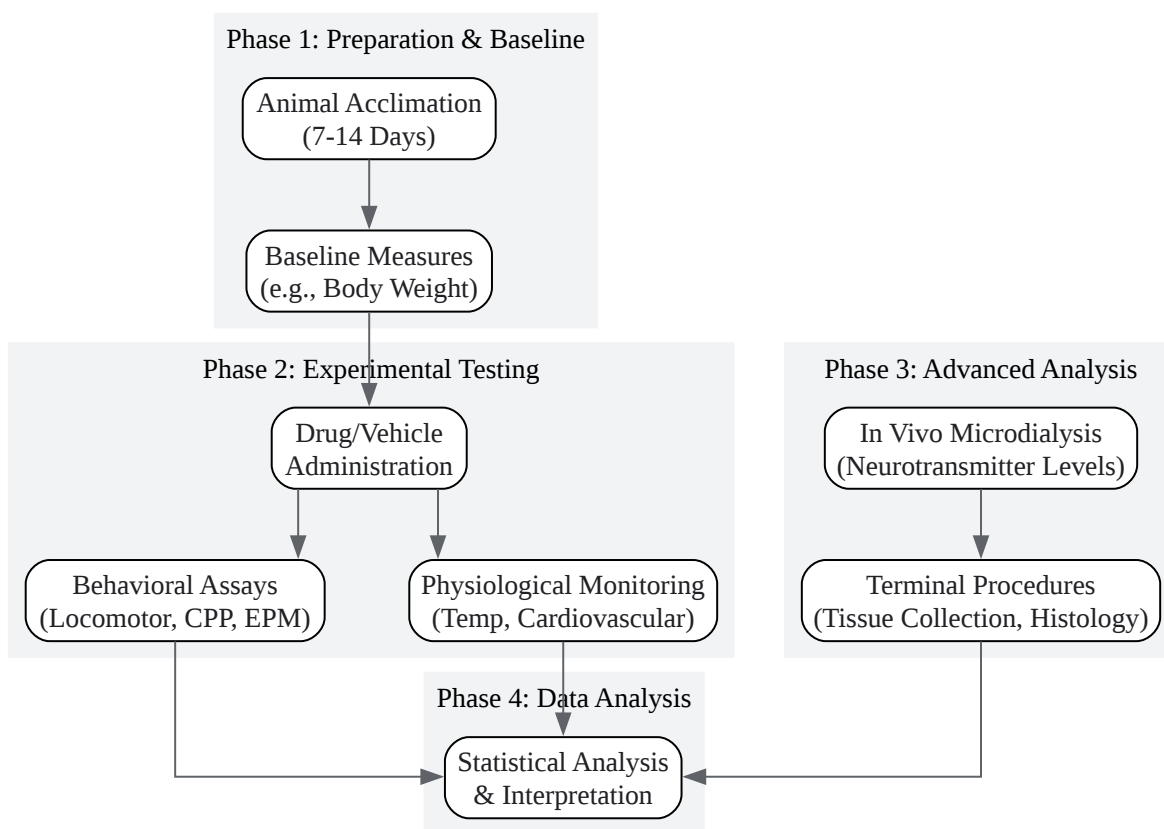 Phase 1: Preparation & Baseline
Animal Acclimation
(7-14 Days)
Baseline Measures
(e.g., Body Weight)
Phase 2: Experimental Testing
Drug/Vehicle
Administration
Behavioral Assays
(Locomotor, CPP, EPM)
Physiological Monitoring
(Temp, Cardiovascular)
Phase 3: Advanced Analysis
In Vivo Microdialysis
(Neurotransmitter Levels)
Terminal Procedures
(Tissue Collection, Histology)
Phase 4: Data Analysis
Statistical Analysis
& Interpretation